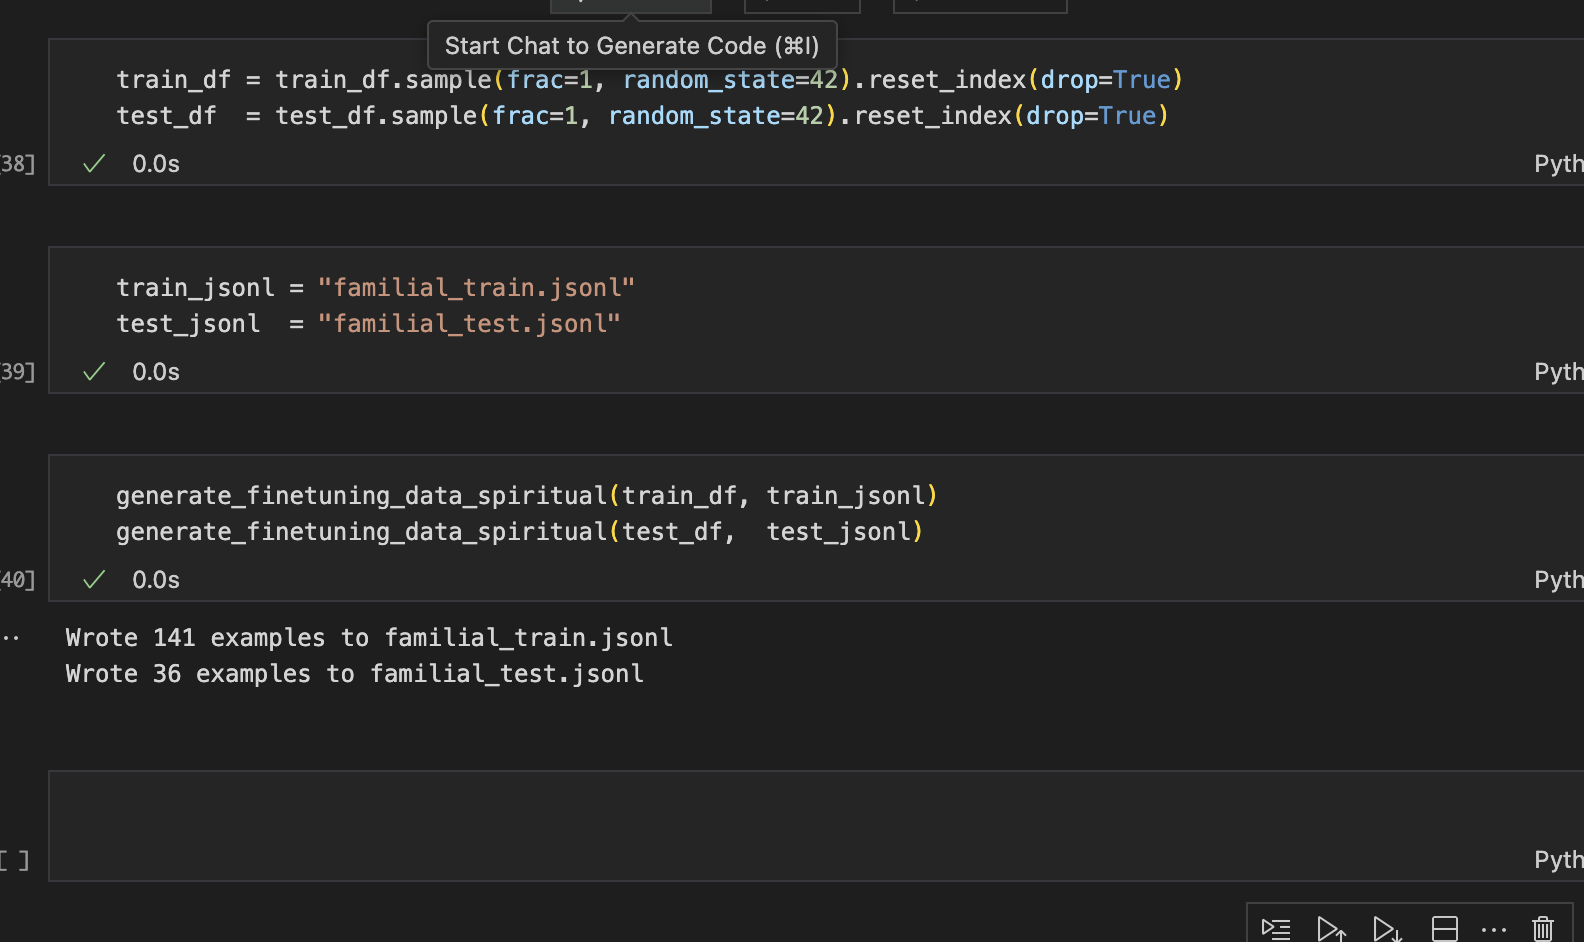 Start Chat to Generate Code (⌘I)
train_df = train_df.sample(frac=1, random_state=42).reset_index(drop=True)
test_df  = test_df.sample(frac=1, random_state=42).reset_index(drop=True)
38]
0.0s
Pyth
train_jsonl = "familial_train.jsonl"
test_jsonl  = "familial_test.jsonl"
39]
0.0s
Pyth
generate_finetuning_data_spiritual(train_df, train_jsonl)
generate_finetuning_data_spiritual(test_df,  test_jsonl)
40]
0.0s
Pyth
Wrote 141 examples to familial_train.jsonl
Wrote 36 examples to familial_test.jsonl
[ ]
Pyth